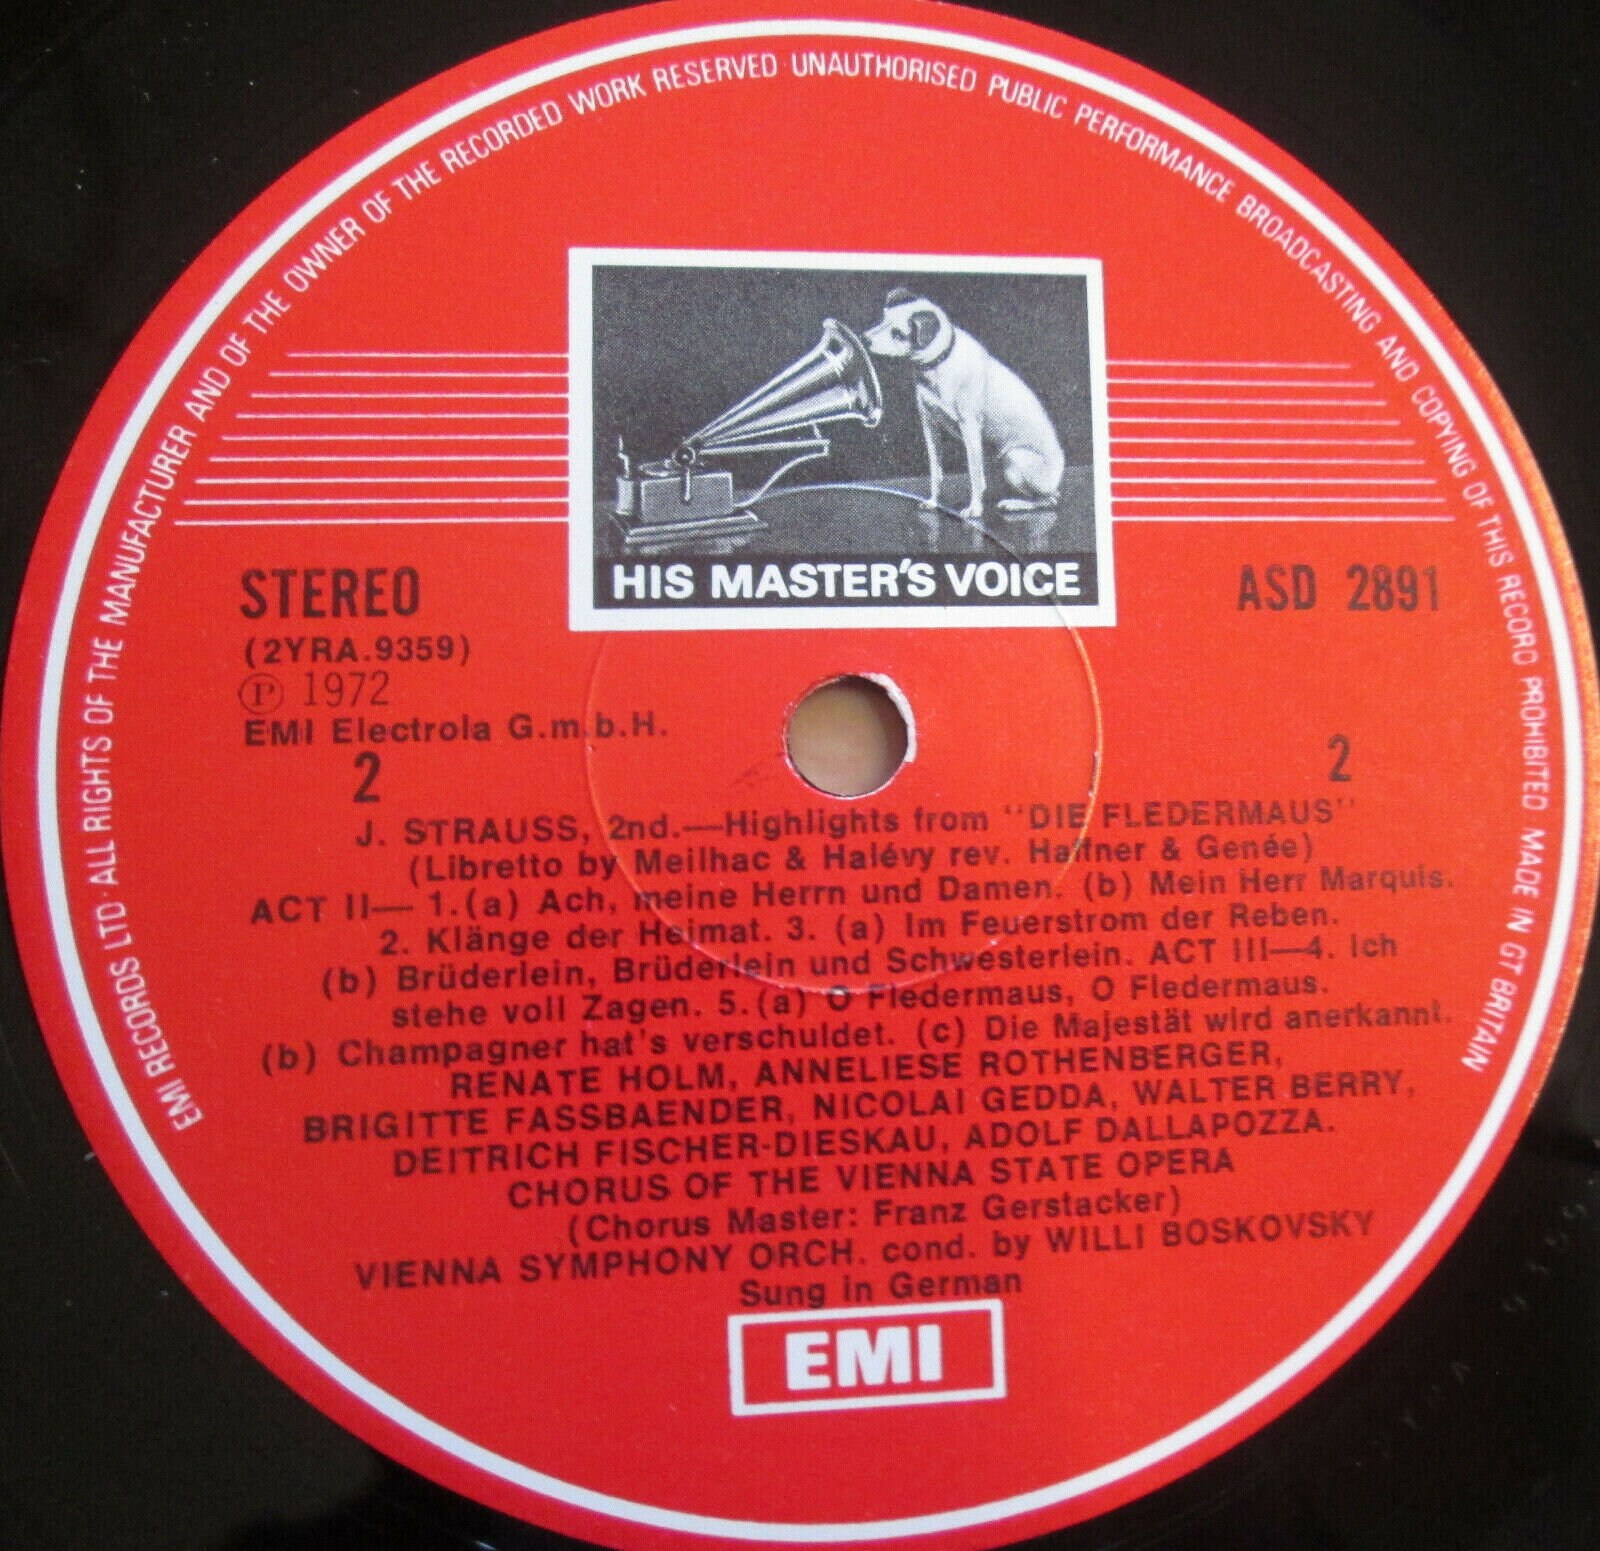 EMI RECORDS LTD · ALL RIGHTS OF THE MANUFACTURER AND OF THE OWNER OF THE RECORDED WORK RESERVED · UNAUTHORISED PUBLIC PERFORMANCE BROADCASTING AND COPYING OF THIS RECORD PROHIBITED MADE IN GT BRITAIN
HIS MASTER'S VOICE
STEREO
ASD 2891
(2YRA.9359)
Ⓟ 1972
EMI Electrola G.m.b.H.
2
2
J. STRAUSS, 2nd.—Highlights from "DIE FLEDERMAUS"
(Libretto by Meilhac & Halévy rev. Haffner & Genée)
ACT II— 1.(a) Ach, meine Herrn und Damen. (b) Mein Herr Marquis.
2. Klänge der Heimat. 3. (a) Im Feuerstrom der Reben.
(b) Brüderlein, Brüderlein und Schwesterlein. ACT III—4. Ich
stehe voll Zagen. 5.(a) O Fledermaus, O Fledermaus.
(b) Champagner hat's verschuldet. (c) Die Majestät wird anerkannt.
RENATE HOLM, ANNELIESE ROTHENBERGER,
BRIGITTE FASSBAENDER, NICOLAI GEDDA, WALTER BERRY,
DEITRICH FISCHER-DIESKAU, ADOLF DALLAPOZZA.
CHORUS OF THE VIENNA STATE OPERA
(Chorus Master: Franz Gerstacker)
VIENNA SYMPHONY ORCH. cond. by WILLI BOSKOVSKY
Sung in German
EMI